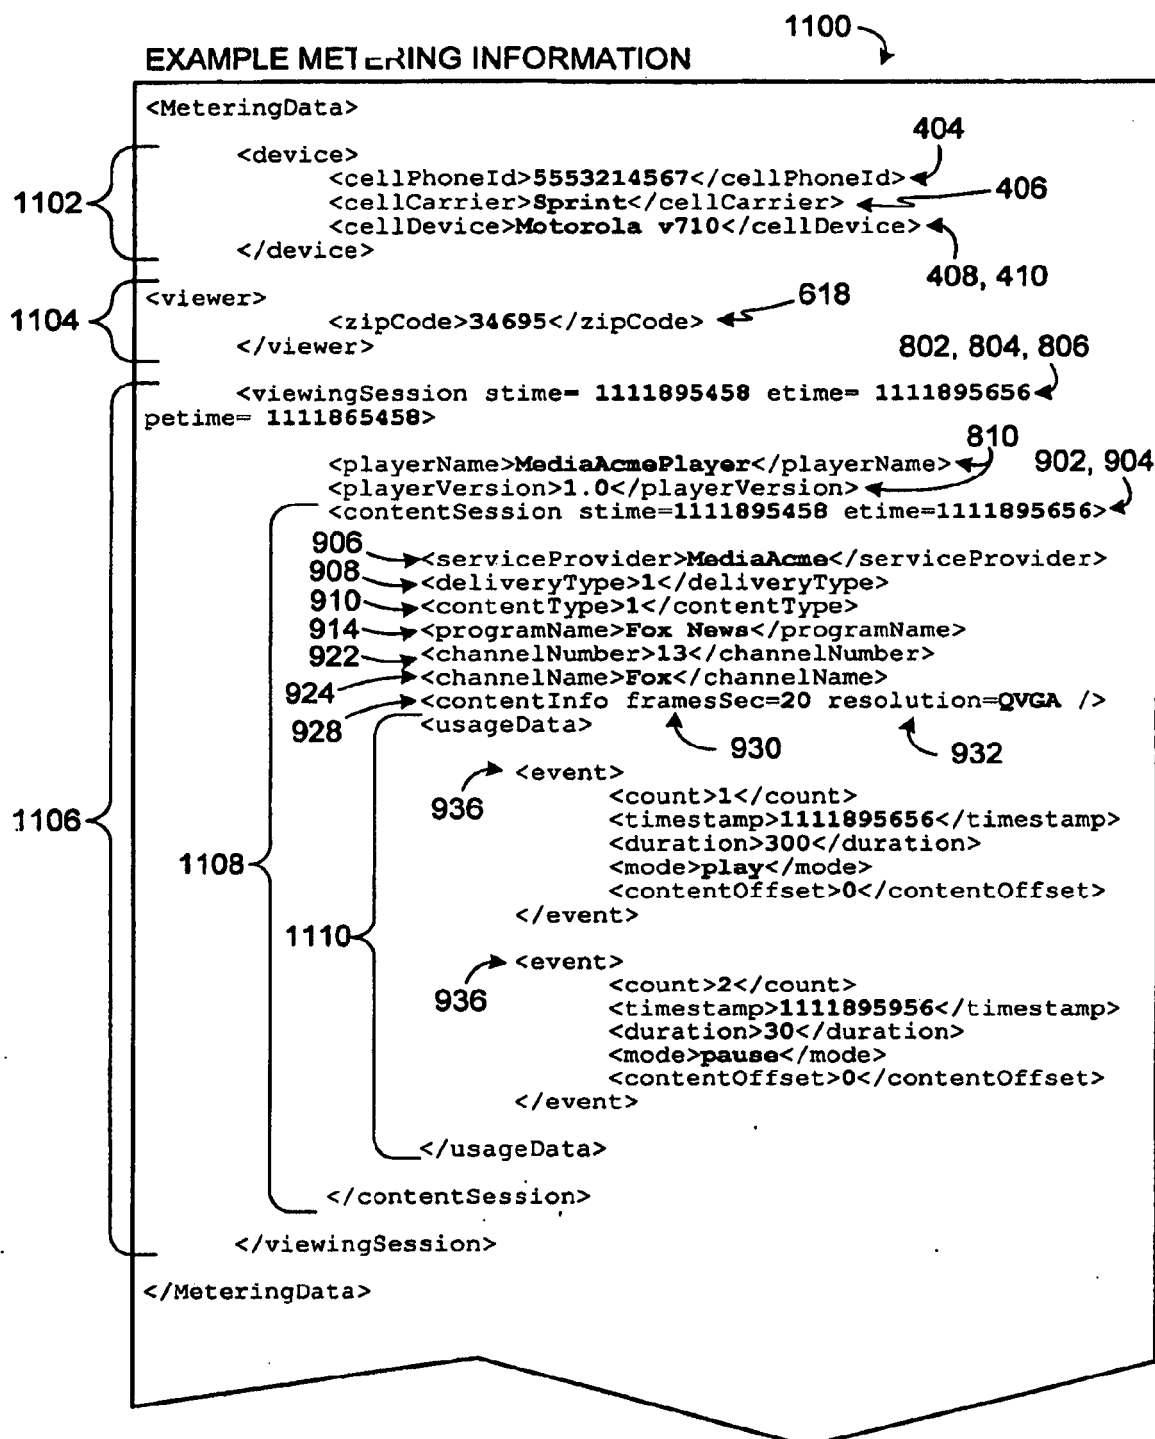 1100
EXAMPLE METERING INFORMATION
<MeteringData>
404
<device>
<cellPhoneId>5553214567</cellPhoneId>
1102
<cellCarrier>Sprint</cellCarrier>
406
<cellDevice>Motorola v710</cellDevice>
</device>
408, 410
<viewer>
618
1104
<zipCode>34695</zipCode>
</viewer>
802, 804, 806
<viewingSession stime= 1111895458 etime= 1111895656
petime= 1111865458>
810
<playerName>MediaAcmePlayer</playerName>
902, 904
<playerVersion>1.0</playerVersion>
<contentSession stime=1111895458 etime=1111895656>
906
<serviceProvider>MediaAcme</serviceProvider>
908
<deliveryType>1</deliveryType>
910
<contentType>1</contentType>
914
<programName>Fox News</programName>
922
<channelNumber>13</channelNumber>
924
<channelName>Fox</channelName>
928
<contentInfo framesSec=20 resolution=QVGA />
<usageData>
930
932
936
<event>
<count>1</count>
1106
<timestamp>1111895656</timestamp>
<duration>300</duration>
1108
<mode>play</mode>
<contentOffset>0</contentOffset>
</event>
1110
936
<event>
<count>2</count>
<timestamp>1111895956</timestamp>
<duration>30</duration>
<mode>pause</mode>
<contentOffset>0</contentOffset>
</event>
</usageData>
</contentSession>
</viewingSession>
</MeteringData>